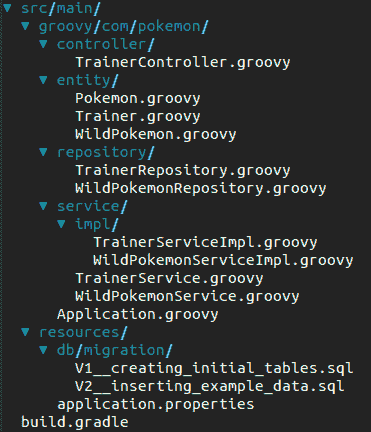 ▼ src/main/
▼ groovy/com/pokemon/
▼ controller/
TrainerController.groovy
▼ entity/
Pokemon.groovy
Trainer.groovy
WildPokemon.groovy
▼ repository/
TrainerRepository.groovy
WildPokemonRepository.groovy
▼ service/
▼ impl/
TrainerServiceImpl.groovy
WildPokemonServiceImpl.groovy
TrainerService.groovy
WildPokemonService.groovy
Application.groovy
▼ resources/
▼ db/migration/
V1__creating_initial_tables.sql
V2__inserting_example_data.sql
application.properties
build.gradle